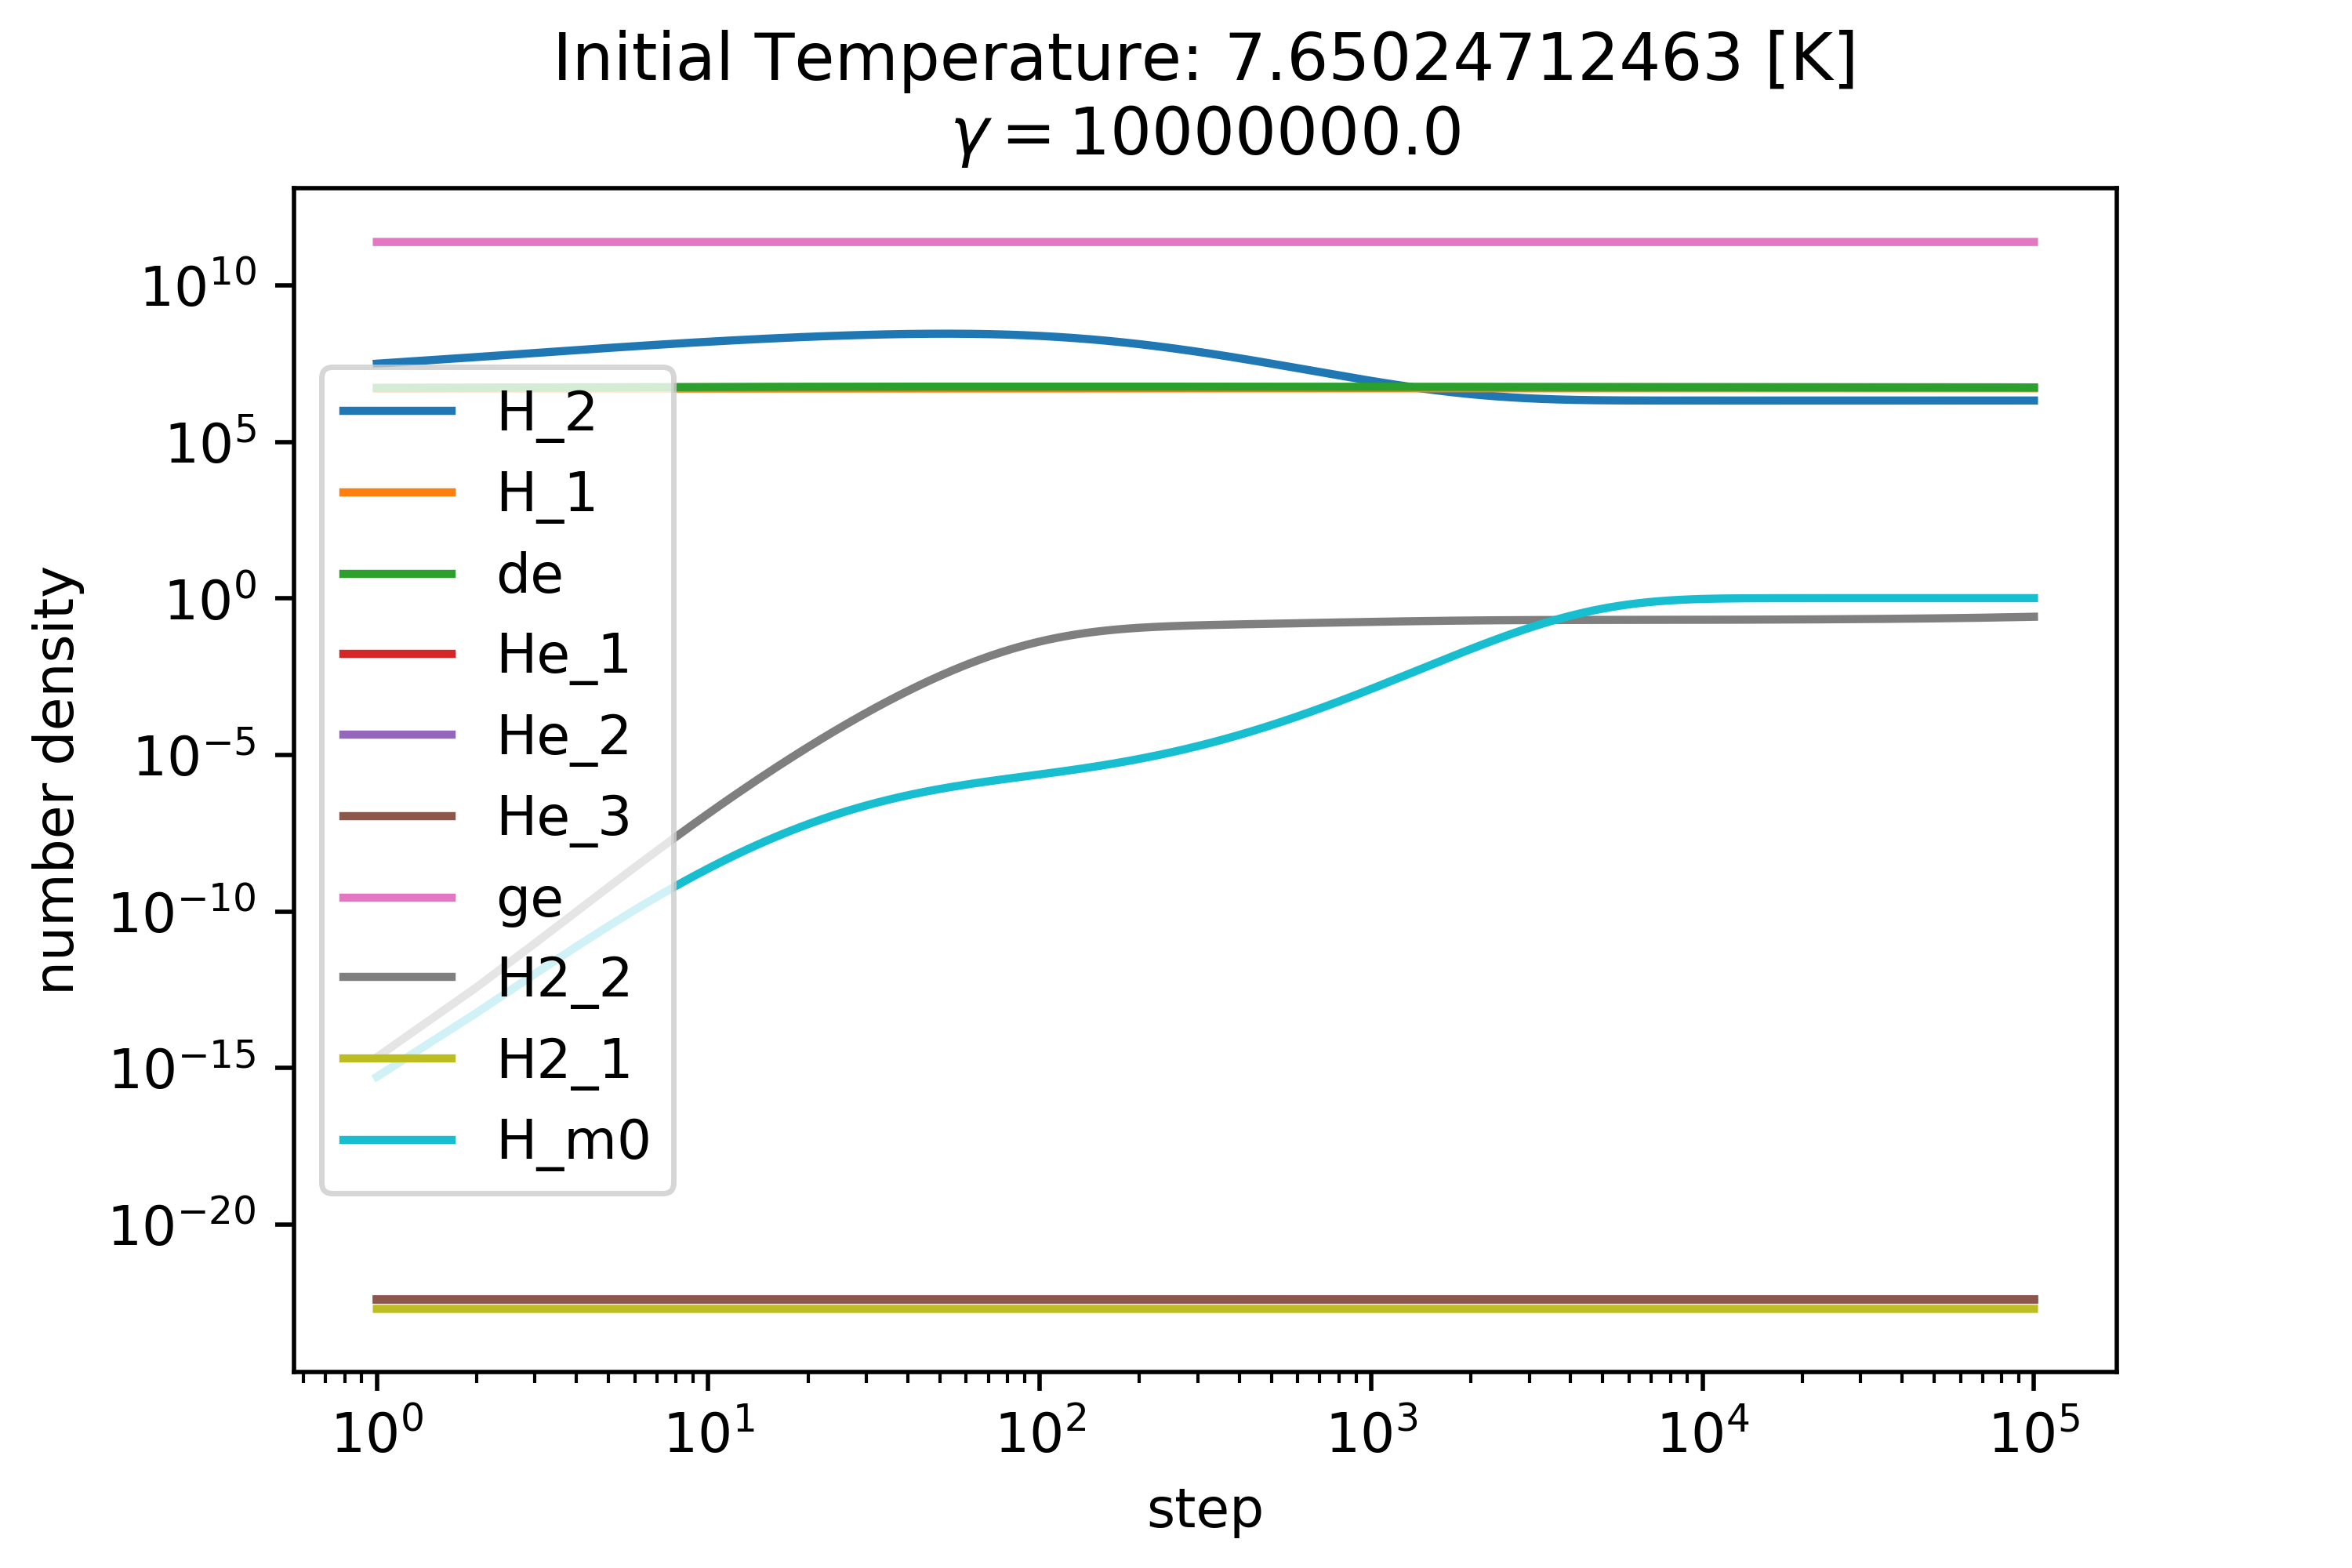 Initial Temperature: 7.65024712463 [K]
γ = 10000000.0
number density
10^10
10^5
10^0
10^−5
10^−10
10^−15
10^−20
H_2
H_1
de
He_1
He_2
He_3
ge
H2_2
H2_1
H_m0
10^0 10^1 10^2 10^3 10^4 10^5
step